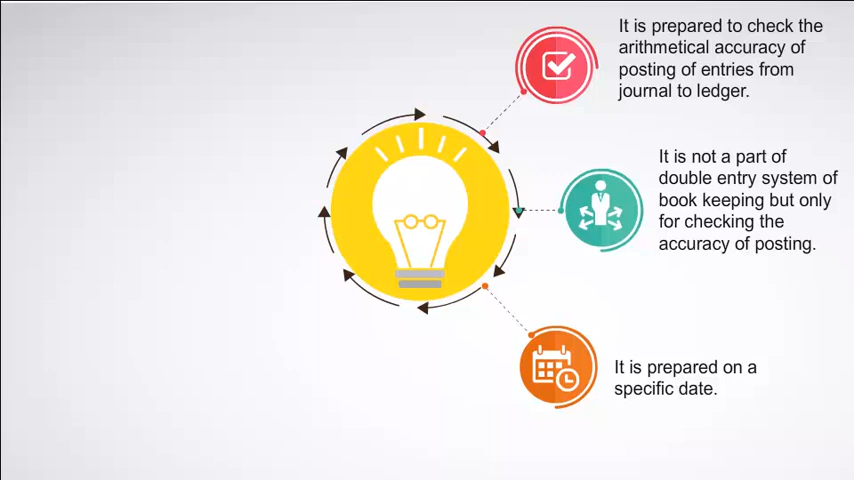 It is prepared to check the
arithmetical accuracy of
posting of entries from
journal to ledger.
It is not a part of
double entry system of
book keeping but only
for checking the
accuracy of posting.
It is prepared on a
specific date.